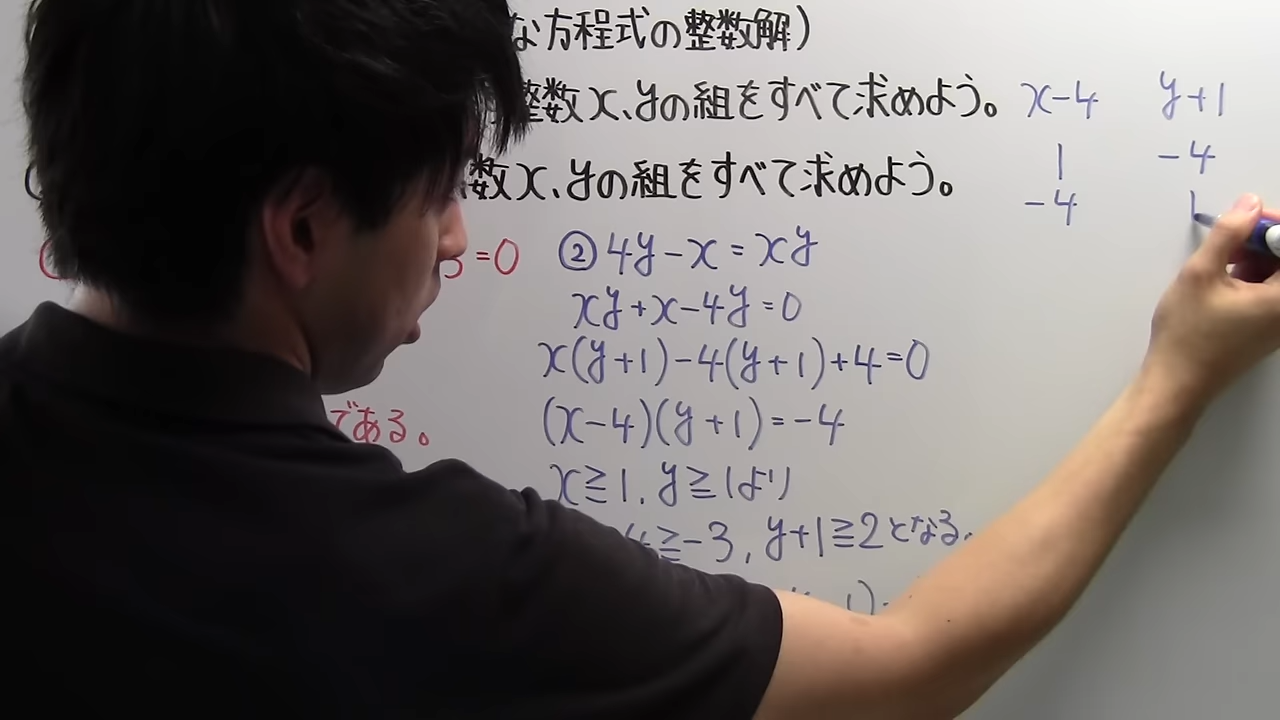 な方程式の整数解)
整数x、yの組をすべて求めよう。
数x、yの組をすべて求めよう。
=0
である。
②4y-x=xy
xy+x-4y=0
x(y+1)-4(y+1)+4=0
(x-4)(y+1)=-4
x≧1, y≧1より
4≧-3, y+1≧2となる。
x-4 y+1
1 -4
-4 1